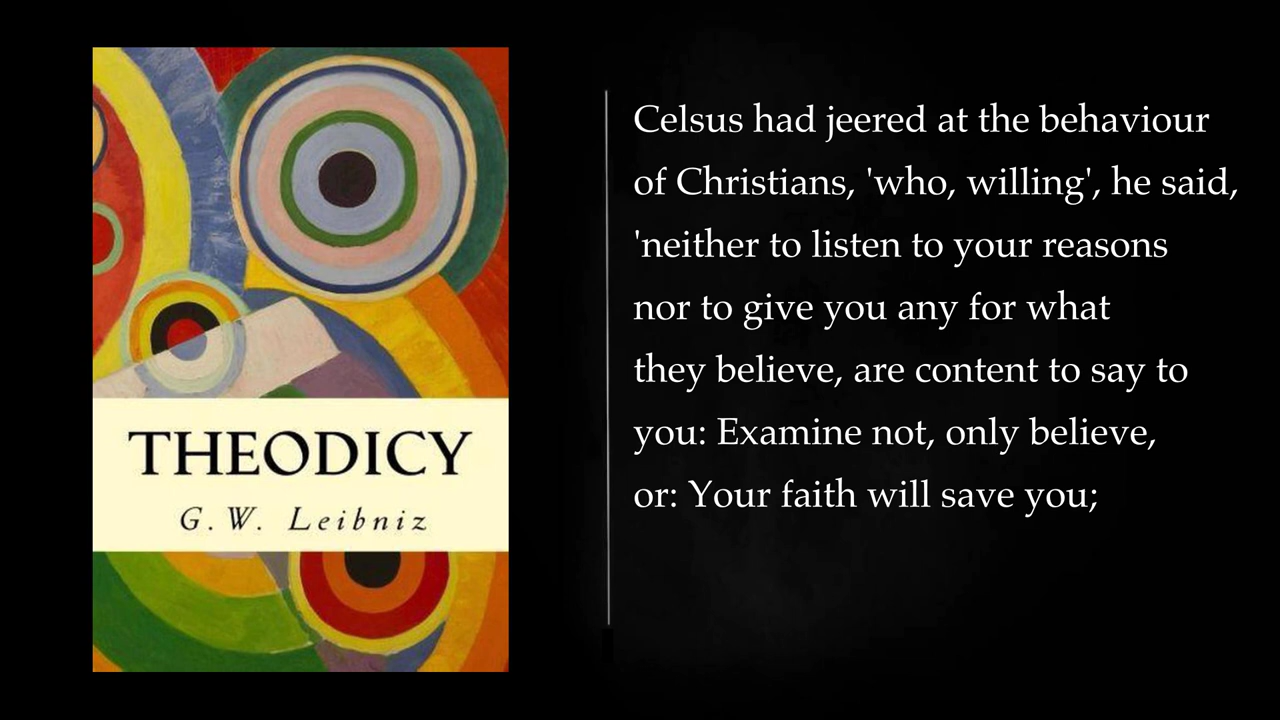 THEODICY
G. W. Leibniz
Celsus had jeered at the behaviour
of Christians, 'who, willing', he said,
'neither to listen to your reasons
nor to give you any for what
they believe, are content to say to
you: Examine not, only believe,
or: Your faith will save you;